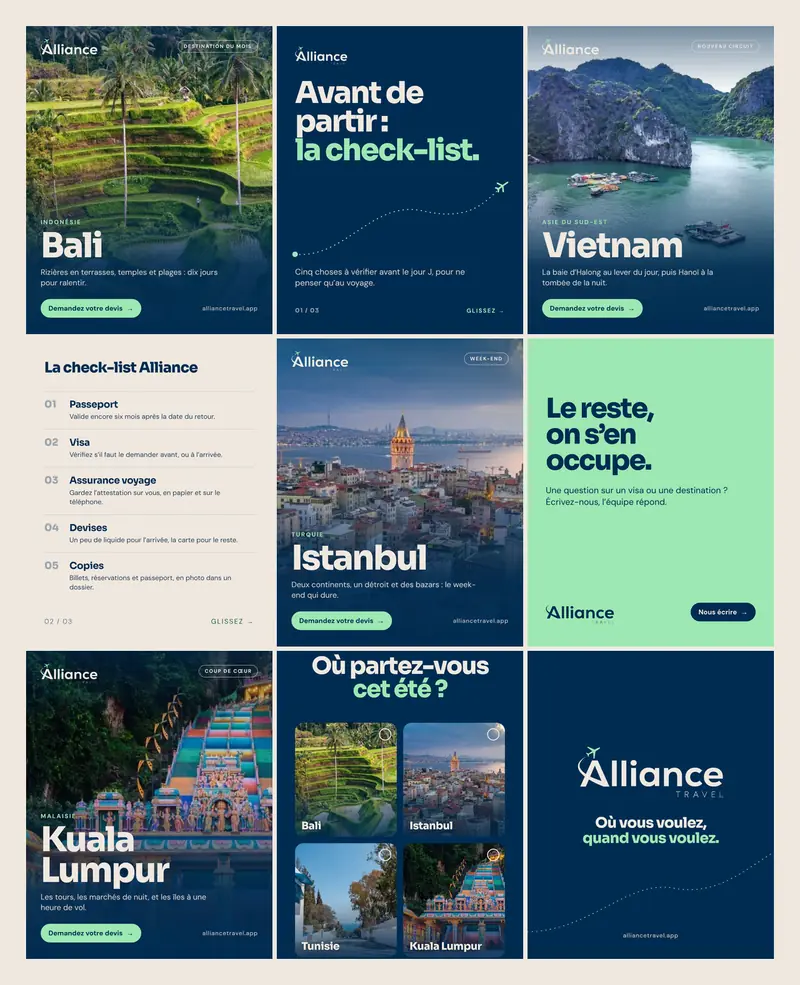 Alliance
DESTINATION DU MOIS
INDONÉSIE
Bali
Rizières en terrasses, temples et plages : dix jours
pour ralentir.
Demandez votre devis →
alliancetravel.app
Alliance
Avant de
partir :
la check-list.
Cinq choses à vérifier avant le jour J, pour ne
penser qu'au voyage.
01 / 03
GLISSEZ →
Alliance
NOUVEAU CIRCUIT
ASIE DU SUD-EST
Vietnam
La baie d'Halong au lever du jour, puis Hanoï à la
tombée de la nuit.
Demandez votre devis →
alliancetravel.app
La check-list Alliance
01 Passeport
Valide encore six mois après la date du retour.
02 Visa
Vérifiez s'il faut le demander avant, ou à l'arrivée.
03 Assurance voyage
Gardez l'attestation sur vous, en papier et sur le
téléphone.
04 Devises
Un peu de liquide pour l'arrivée, la carte pour le reste.
05 Copies
Billets, réservations et passeport, en photo dans un
dossier.
02 / 03
GLISSEZ →
Alliance
WEEK-END
TURQUIE
Istanbul
Deux continents, un détroit et des bazars : le week-
end qui dure.
Demandez votre devis →
alliancetravel.app
Le reste,
on s'en
occupe.
Une question sur un visa ou une destination ?
Écrivez-nous, l'équipe répond.
Alliance
Nous écrire →
Alliance
COUP DE CŒUR
MALAISIE
Kuala
Lumpur
Les tours, les marchés de nuit, et les îles à une
heure de vol.
Demandez votre devis →
alliancetravel.app
Où partez-vous
cet été ?
Bali
Istanbul
Tunisie
Kuala Lumpur
Alliance
TRAVEL
Où vous voulez,
quand vous voulez.
alliancetravel.app